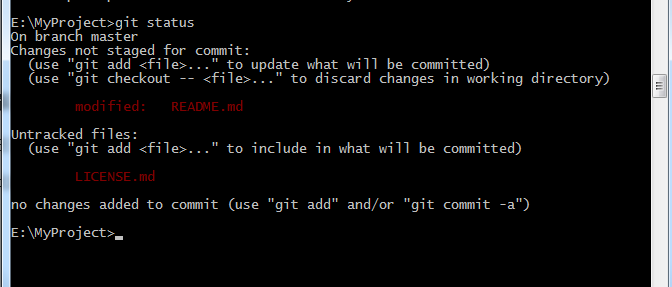 E:\MyProject>git status
On branch master
Changes not staged for commit:
  (use "git add <file>..." to update what will be committed)
  (use "git checkout -- <file>..." to discard changes in working directory)

        modified:   README.md

Untracked files:
  (use "git add <file>..." to include in what will be committed)

        LICENSE.md

no changes added to commit (use "git add" and/or "git commit -a")

E:\MyProject>_